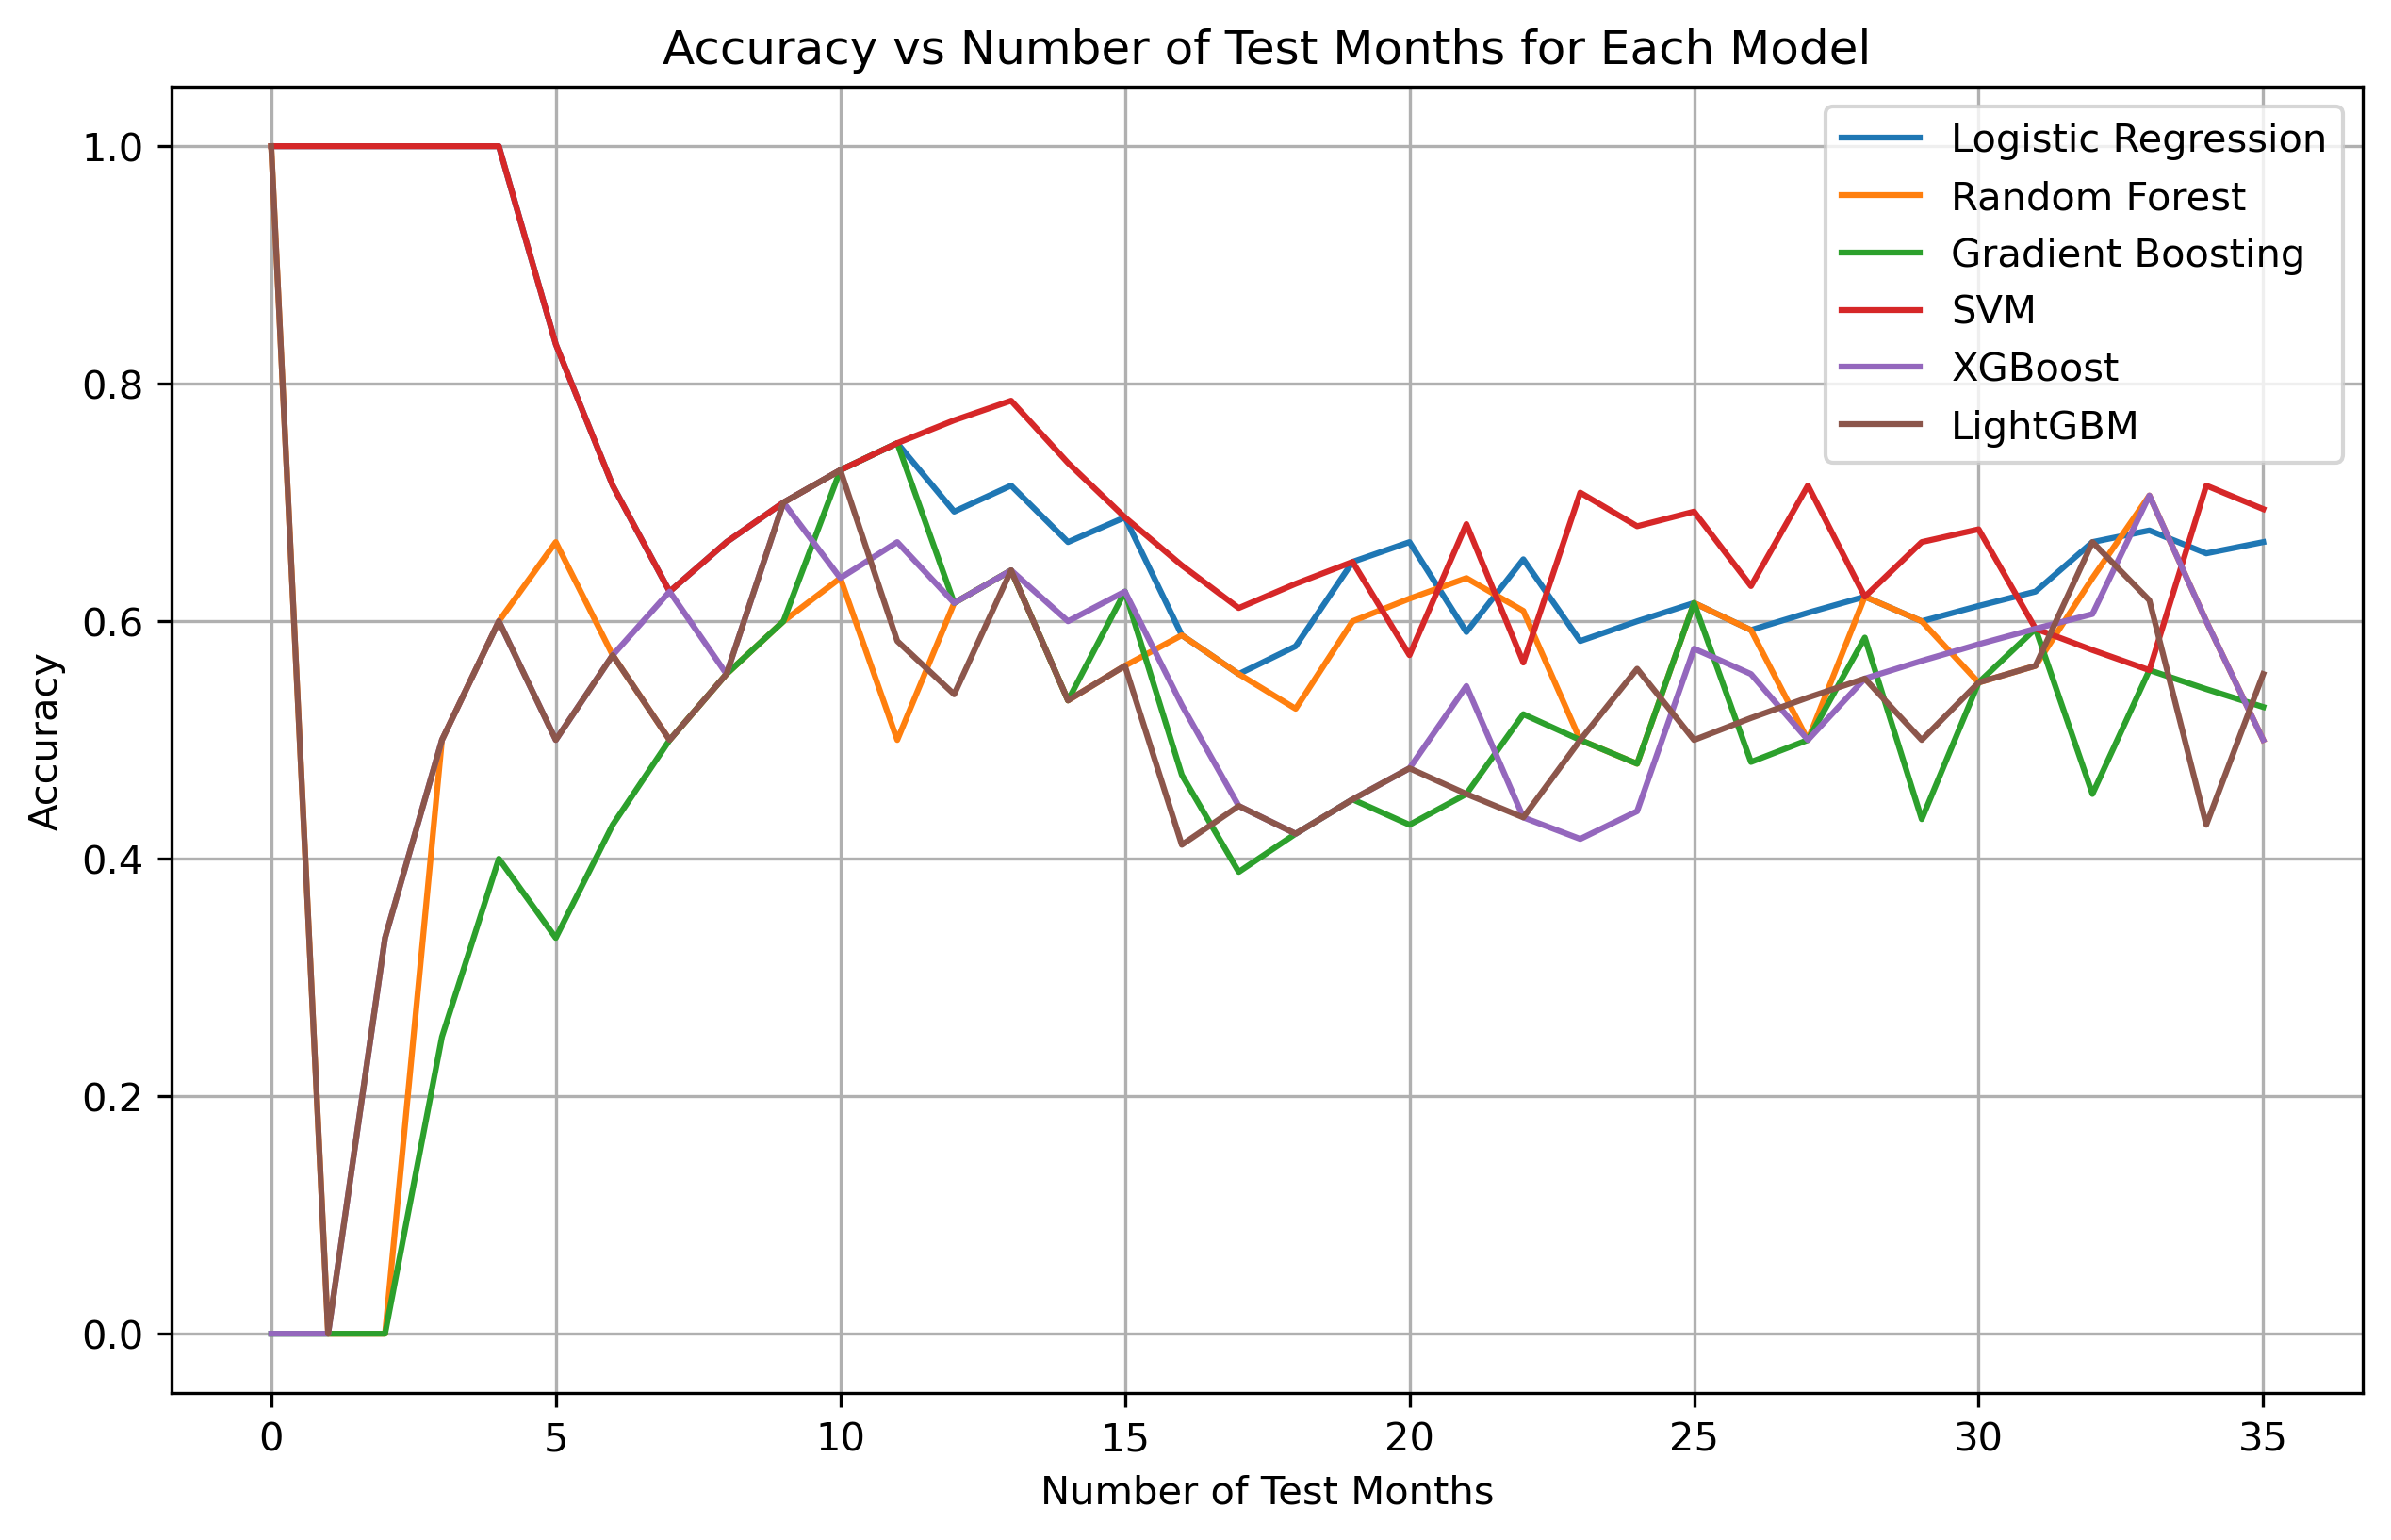 Accuracy vs Number of Test Months for Each Model
Logistic Regression
Random Forest
Gradient Boosting
SVM
XGBoost
LightGBM
1.0
0.8
0.6
0.4
0.2
0.0
Accuracy
0 5 10 15 20 25 30 35
Number of Test Months